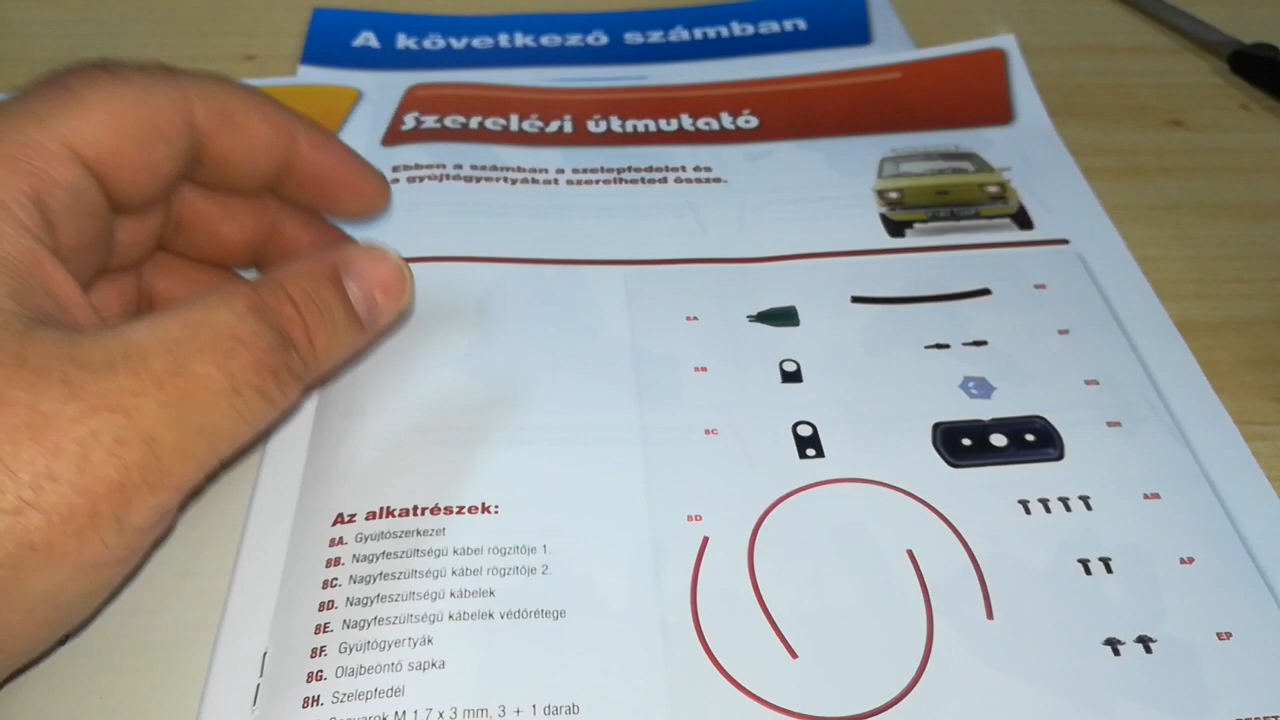 A következő számban
Szerelési útmutató
Ebben a számban a szelepfedelet és
a gyújtógyertyákat szerelheted össze.
8A
8B
8C
8D
8H
AM
AP
EP
Az alkatrészek:
8A. Gyújtószerkezet
8B. Nagyfeszültségű kábel rögzítője 1.
8C. Nagyfeszültségű kábel rögzítője 2.
8D. Nagyfeszültségű kábelek
8E. Nagyfeszültségű kábelek védőrétege
8F. Gyújtógyertyák
8G. Olajbeöntő sapka
8H. Szelepfedél
M 1,7 x 3 mm, 3 + 1 darab